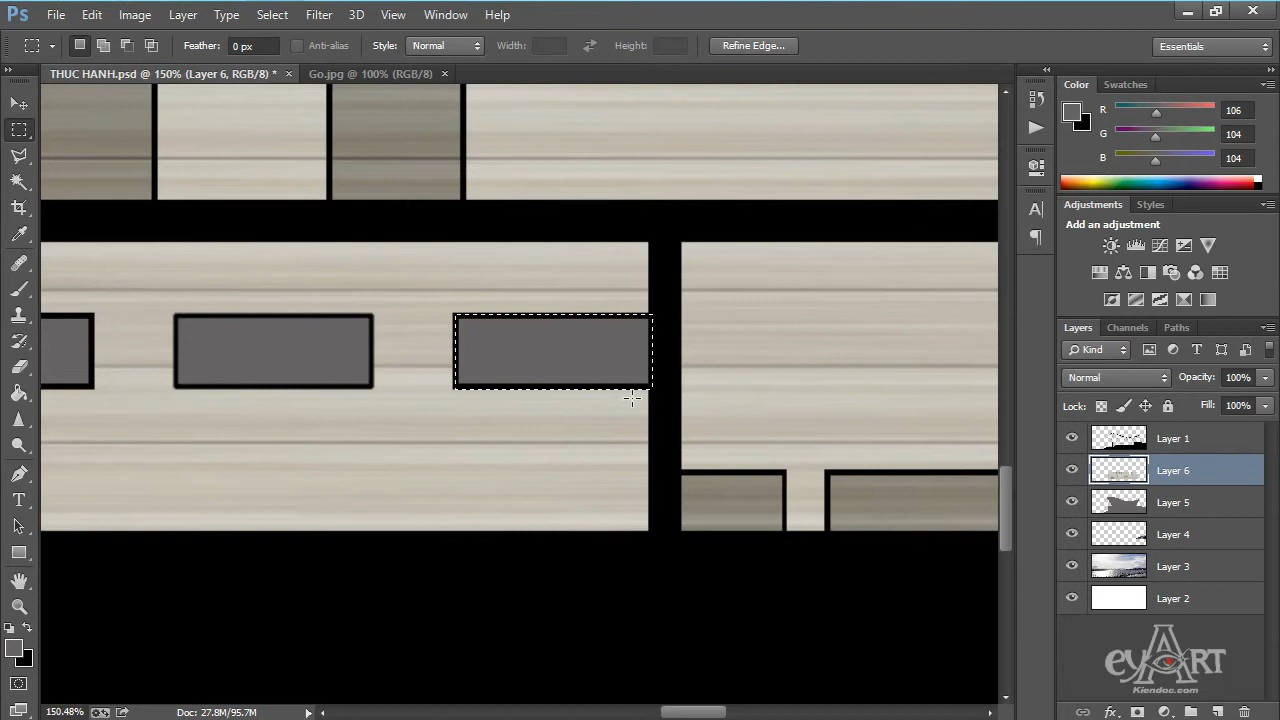 Ps File Edit Image Layer Type Select Filter 3D View Window Help
Feather: 0 px Anti-alias Style: Normal Width: Height: Refine Edge... Essentials
THUC HANH.psd @ 150% (Layer 6, RGB/8) * × Go.jpg @ 100% (RGB/8) ×
Color Swatches
R 106
G 104
B 104
Adjustments Styles
Add an adjustment
Layers Channels Paths
Kind
Normal Opacity: 100%
Lock: Fill: 100%
Layer 1
Layer 6
Layer 5
Layer 4
Layer 3
Layer 2
eyART
Kiendoc.com
150.48% Doc: 27.8M/95.7M